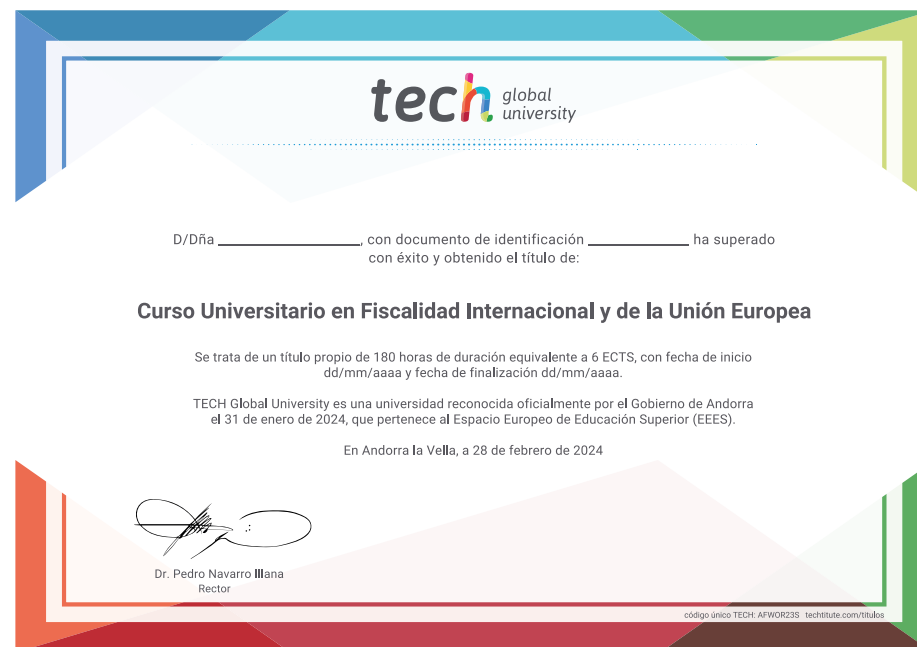 tech global university
D/Dña ____________, con documento de identificación ____________ ha superado
con éxito y obtenido el título de:
Curso Universitario en Fiscalidad Internacional y de la Unión Europea
Se trata de un título propio de 180 horas de duración equivalente a 6 ECTS, con fecha de inicio
dd/mm/aaaa y fecha de finalización dd/mm/aaaa.
TECH Global University es una universidad reconocida oficialmente por el Gobierno de Andorra
el 31 de enero de 2024, que pertenece al Espacio Europeo de Educación Superior (EEES).
En Andorra la Vella, a 28 de febrero de 2024
Dr. Pedro Navarro Illana
Rector
código único TECH: AFWOR23S techtitute.com/titulos